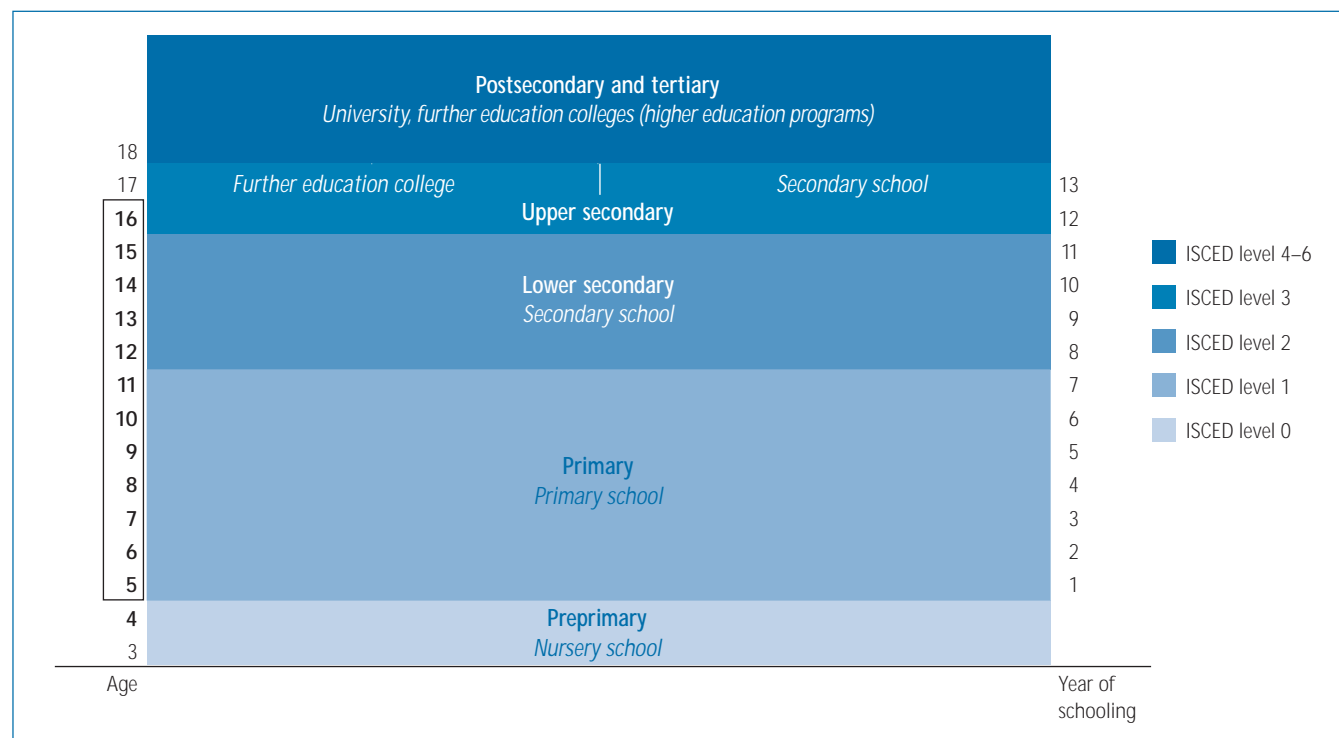 Postsecondary and tertiary
University, further education colleges (higher education programs)
18
17
Further education college
Secondary school
13
16
Upper secondary
12
15
11
14
Lower secondary
10
13
Secondary school
9
12
8
11
7
10
6
9
5
8
Primary
Primary school
4
7
3
6
2
5
1
4
Preprimary
3
Nursery school
Age
Year of
schooling
ISCED level 4–6
ISCED level 3
ISCED level 2
ISCED level 1
ISCED level 0